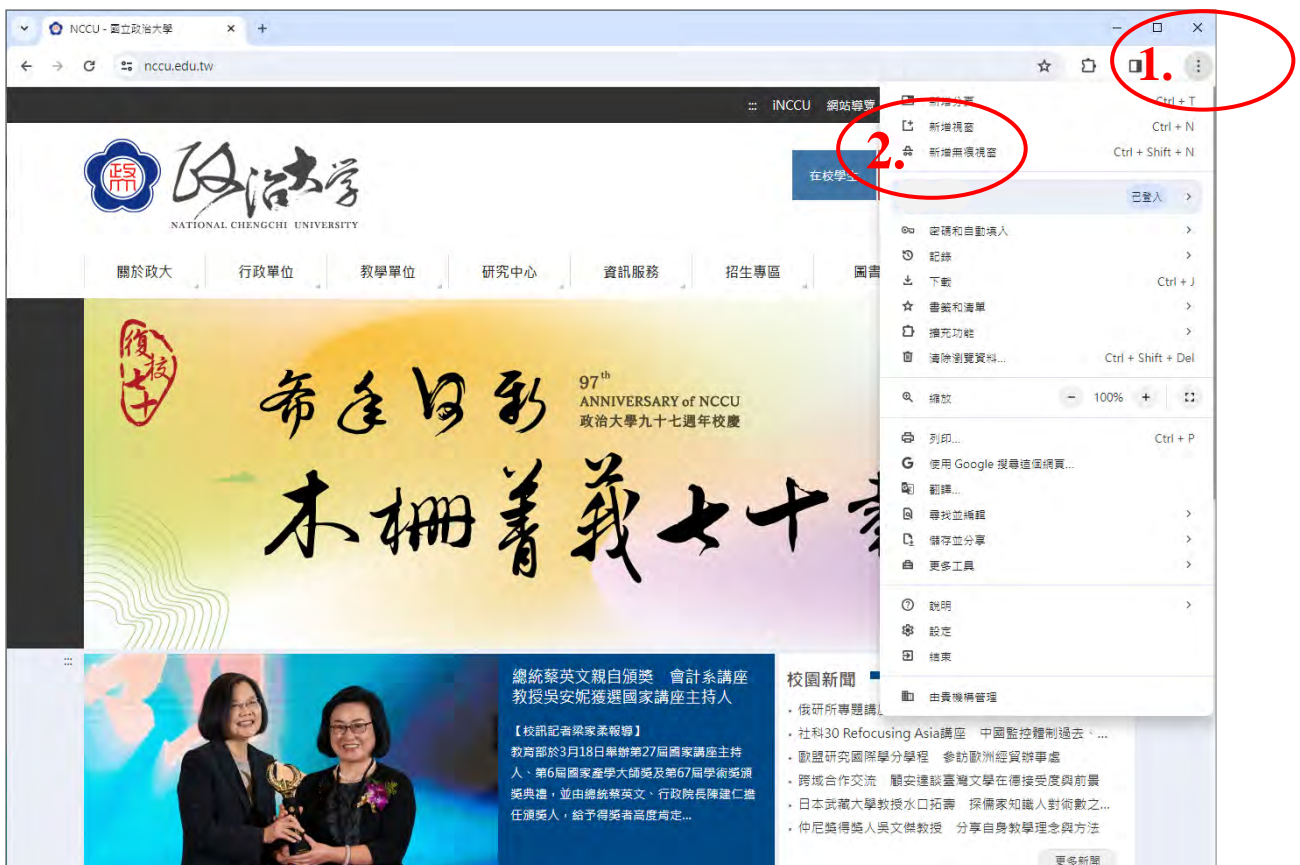 NCCU - 國立政治大學
nccu.edu.tw
1.
iNCCU 網站導覽
政治大学
NATIONAL CHENGCHI UNIVERSITY
在校學生
關於政大 行政單位 教學單位 研究中心 資訊服務 招生專區 圖書
新增分頁 Ctrl + T
新增視窗 Ctrl + N
2.
新增無痕視窗 Ctrl + Shift + N
已登入
密碼和自動填入
記錄
下載 Ctrl + J
書籤和清單
擴充功能
清除瀏覽資料... Ctrl + Shift + Del
縮放 - 100% +
列印... Ctrl + P
使用 Google 搜尋這個網頁...
翻譯...
尋找並編輯
儲存並分享
更多工具
說明
設定
結束
由貴機構管理
復校七十
97th
ANNIVERSARY of NCCU
政治大學九十七週年校慶
木柵菁莪七十
總統蔡英文親自頒獎 會計系講座
教授吳安妮獲選國家講座主持人
【校訊記者梁家柔報導】
教育部於3月18日舉辦第27屆國家講座主持
人、第6屆國家產學大師獎及第67屆學術獎頒
獎典禮，並由總統蔡英文、行政院長陳建仁擔
任頒獎人，給予得獎者高度肯定...
校園新聞
俄研所專題講
社科30 Refocusing Asia講座 中國監控體制過去、...
歐盟研究國際學分學程 參訪歐洲經貿辦事處
跨域合作交流 顧安達談臺灣文學在德接受度與前景
日本武藏大學教授水口拓壽 探儒家知識人對術數之...
仲尼獎得獎人吳文傑教授 分享自身教學理念與方法
更多新聞